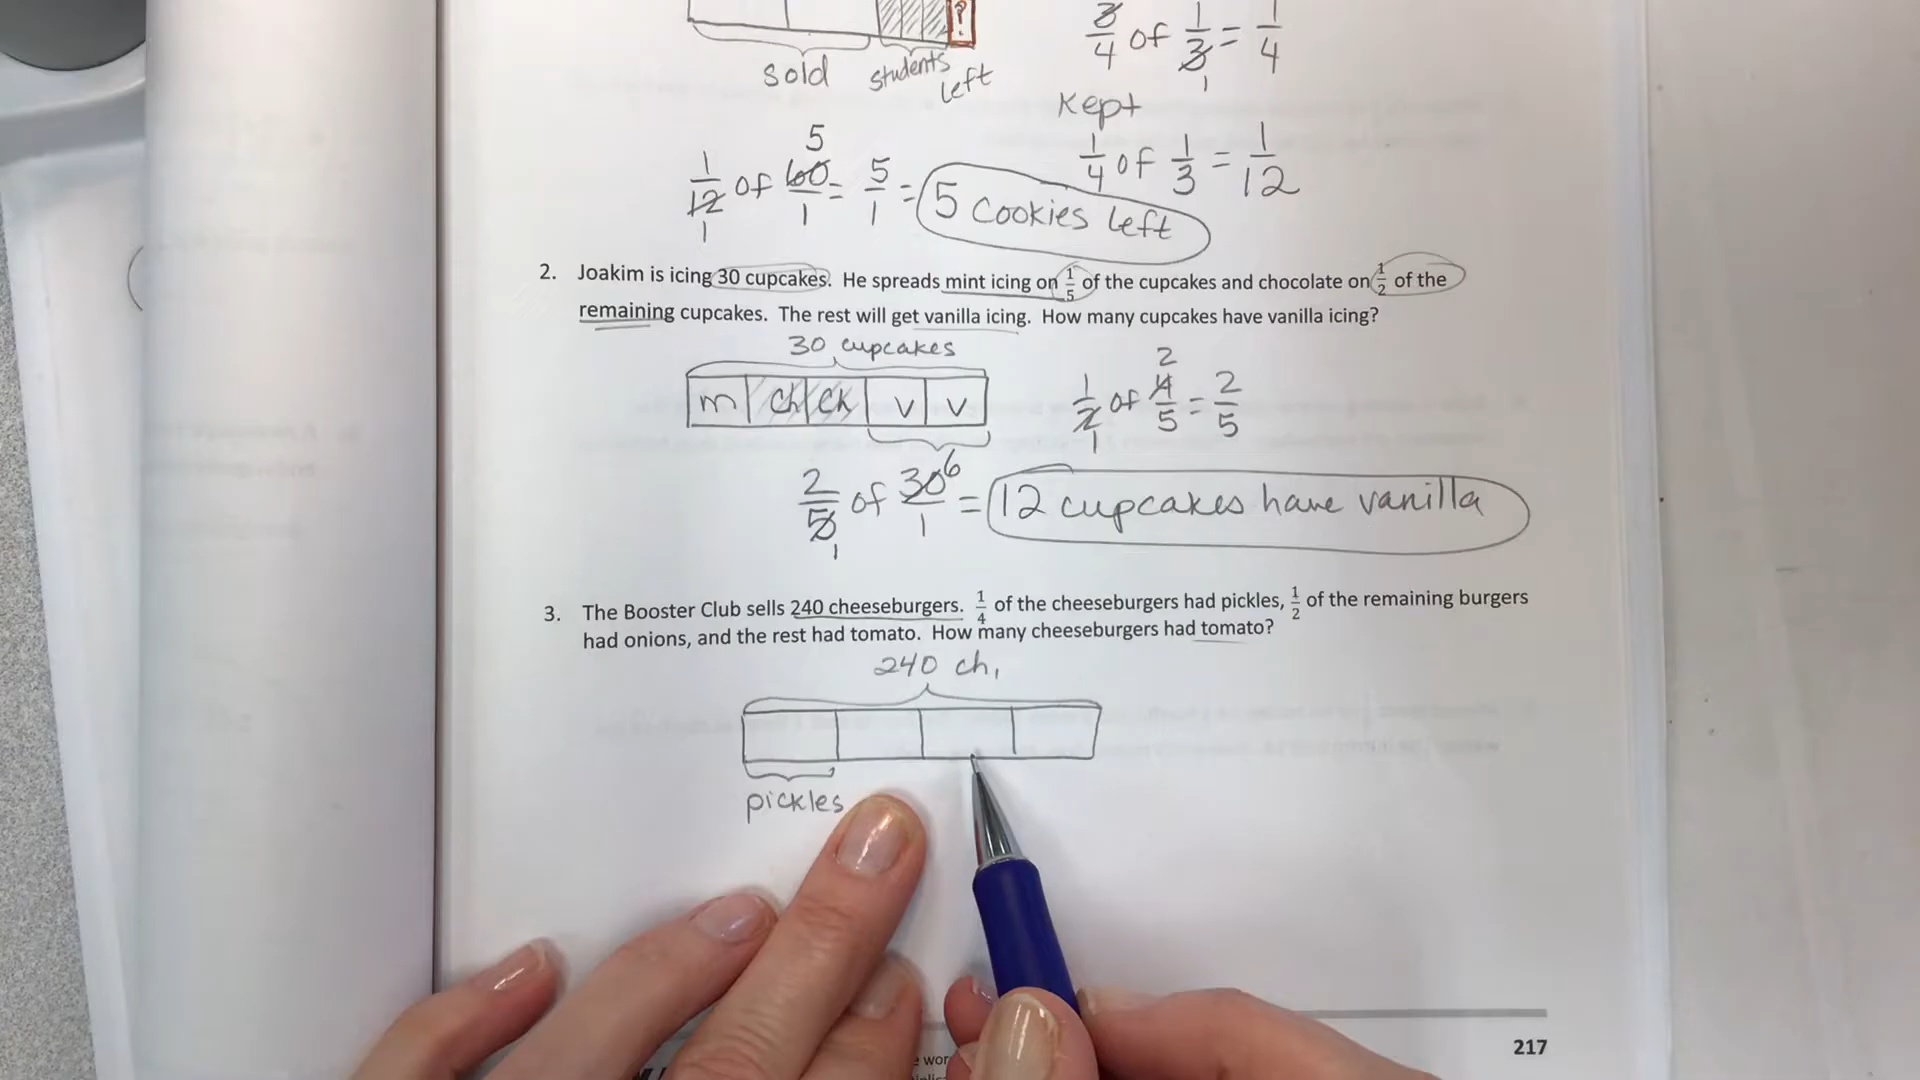 ?
sold students left
3/4 of 1/3 = 1/4
1
Kept
1/4 of 1/3 = 1/12
5
1/12 of 60/1 = 5/1 = 5 cookies left
1
2. Joakim is icing 30 cupcakes. He spreads mint icing on 1/5 of the cupcakes and chocolate on 1/2 of the
remaining cupcakes. The rest will get vanilla icing. How many cupcakes have vanilla icing?
30 cupcakes
m ch ch v v
2
1/2 of 4/5 = 2/5
1
2/5 of 30/1 6 = 12 cupcakes have vanilla
1
3. The Booster Club sells 240 cheeseburgers. 1/4 of the cheeseburgers had pickles, 1/2 of the remaining burgers
had onions, and the rest had tomato. How many cheeseburgers had tomato?
240 ch.
pickles
217